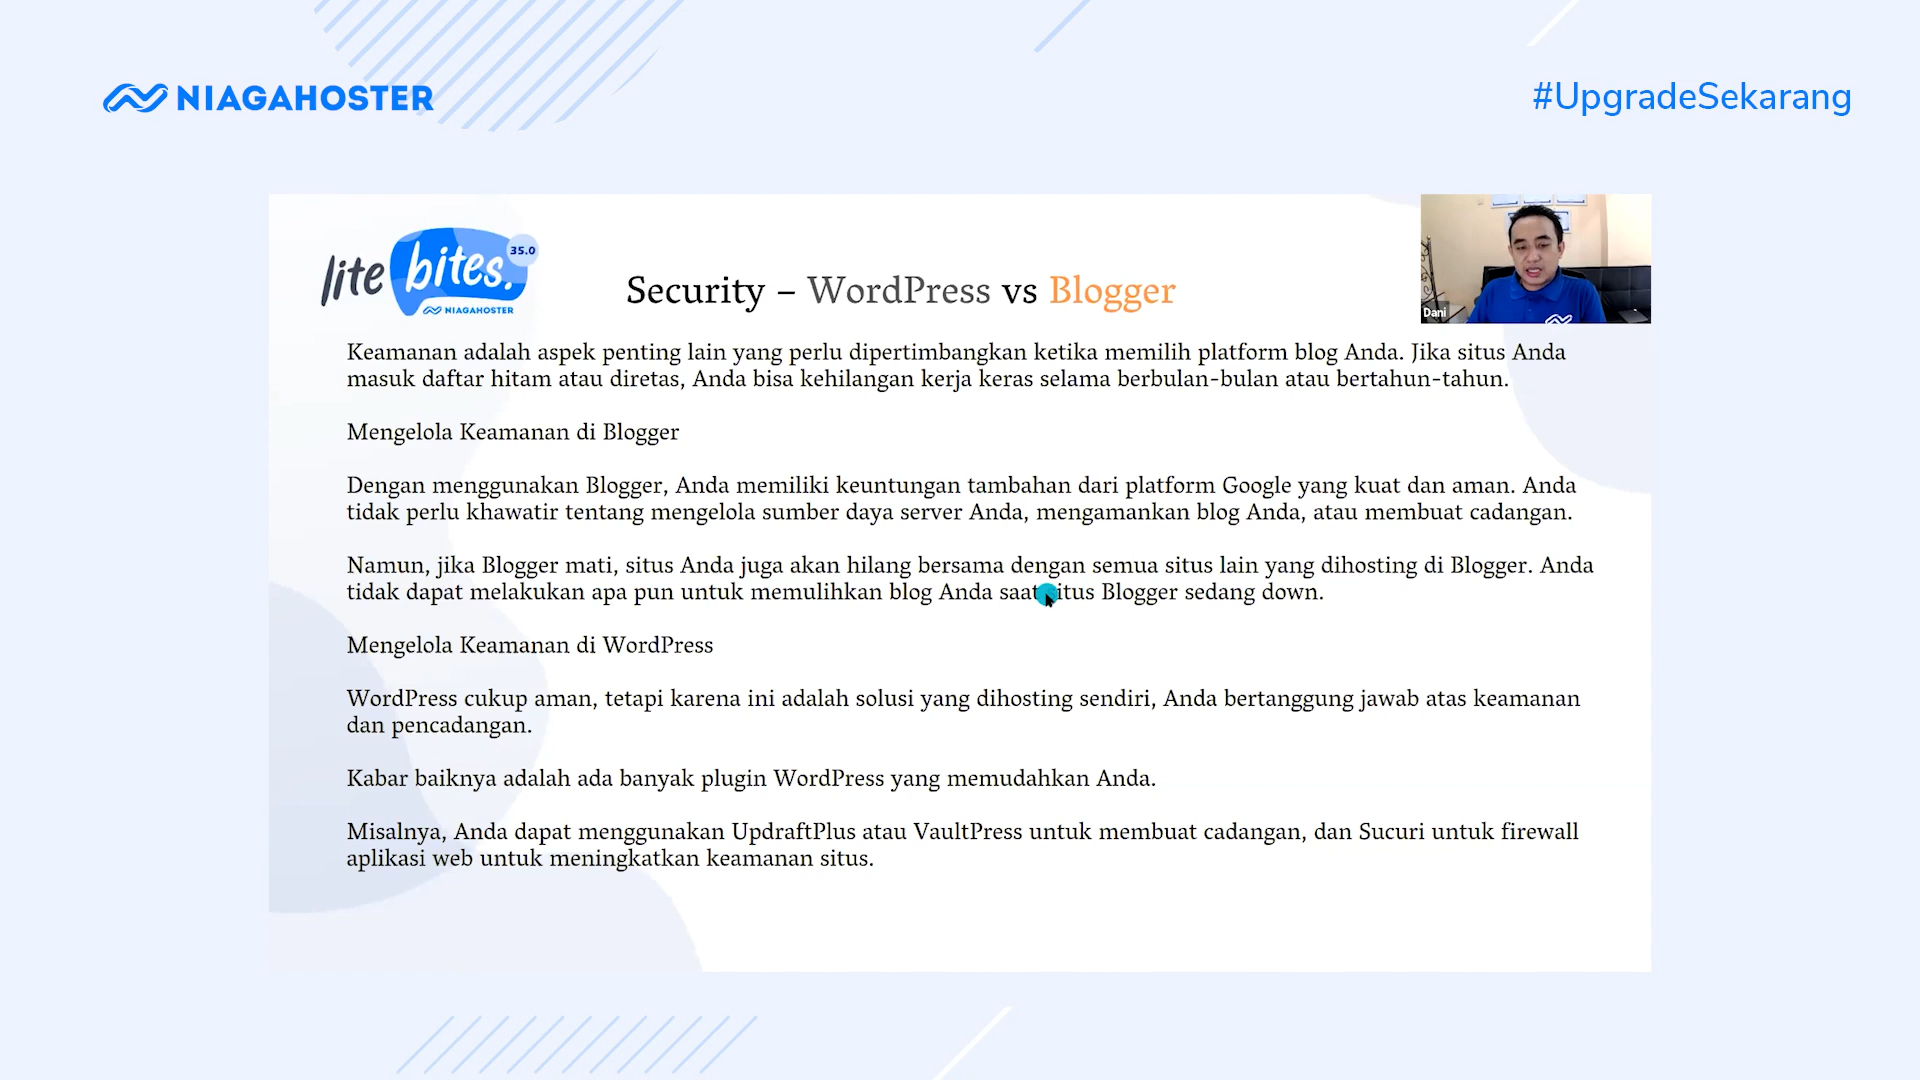 NIAGAHOSTER
#UpgradeSekarang
lite bites. 35.0
NIAGAHOSTER
Security – WordPress vs Blogger
Dani
Keamanan adalah aspek penting lain yang perlu dipertimbangkan ketika memilih platform blog Anda. Jika situs Anda
masuk daftar hitam atau diretas, Anda bisa kehilangan kerja keras selama berbulan-bulan atau bertahun-tahun.
Mengelola Keamanan di Blogger
Dengan menggunakan Blogger, Anda memiliki keuntungan tambahan dari platform Google yang kuat dan aman. Anda
tidak perlu khawatir tentang mengelola sumber daya server Anda, mengamankan blog Anda, atau membuat cadangan.
Namun, jika Blogger mati, situs Anda juga akan hilang bersama dengan semua situs lain yang dihosting di Blogger. Anda
tidak dapat melakukan apa pun untuk memulihkan blog Anda saat situs Blogger sedang down.
Mengelola Keamanan di WordPress
WordPress cukup aman, tetapi karena ini adalah solusi yang dihosting sendiri, Anda bertanggung jawab atas keamanan
dan pencadangan.
Kabar baiknya adalah ada banyak plugin WordPress yang memudahkan Anda.
Misalnya, Anda dapat menggunakan UpdraftPlus atau VaultPress untuk membuat cadangan, dan Sucuri untuk firewall
aplikasi web untuk meningkatkan keamanan situs.